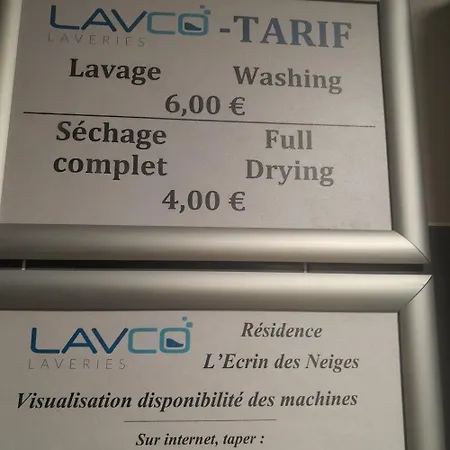 LAVCO -TARIF
LAVERIES
Lavage Washing
6,00 €
Séchage Full
complet Drying
4,00 €
LAVCO Résidence
LAVERIES L'Ecrin des Neiges
Visualisation disponibilité des machines
Sur internet, taper :